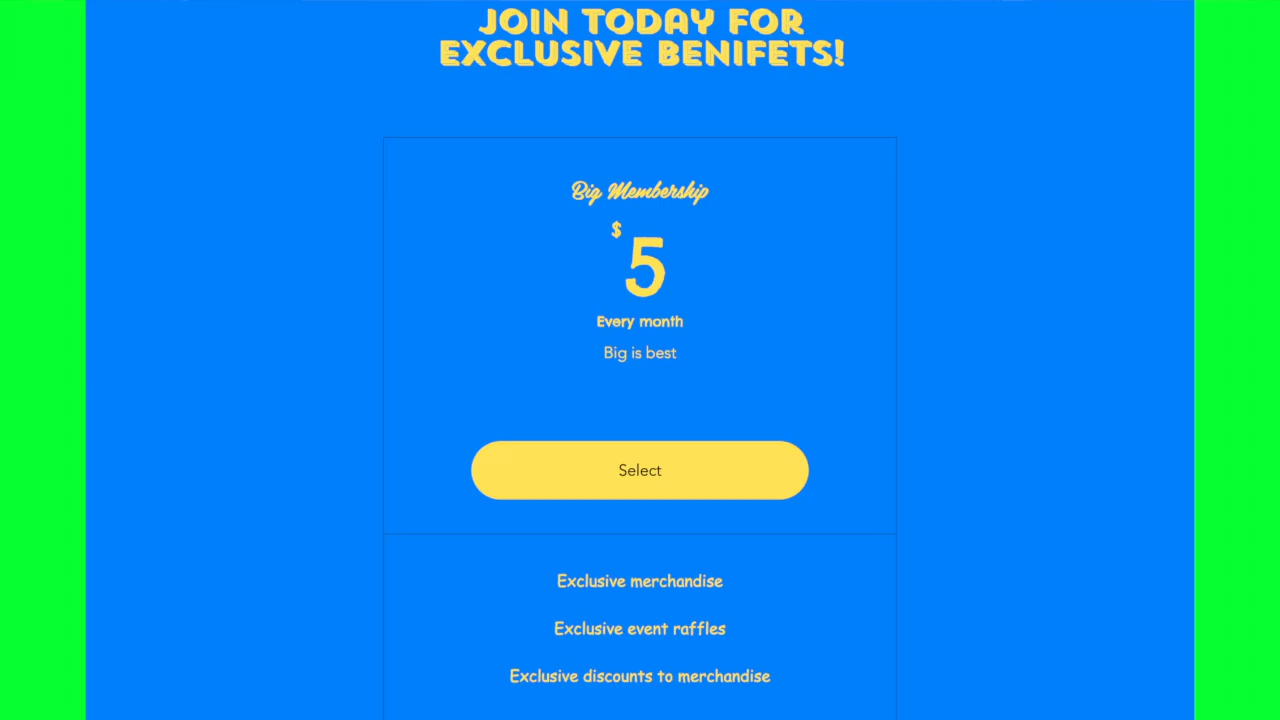 JOIN TODAY FOR
EXCLUSIVE BENIFETS!
Big Membership
$
5
Every month
Big is best
Select
Exclusive merchandise
Exclusive event raffles
Exclusive discounts to merchandise